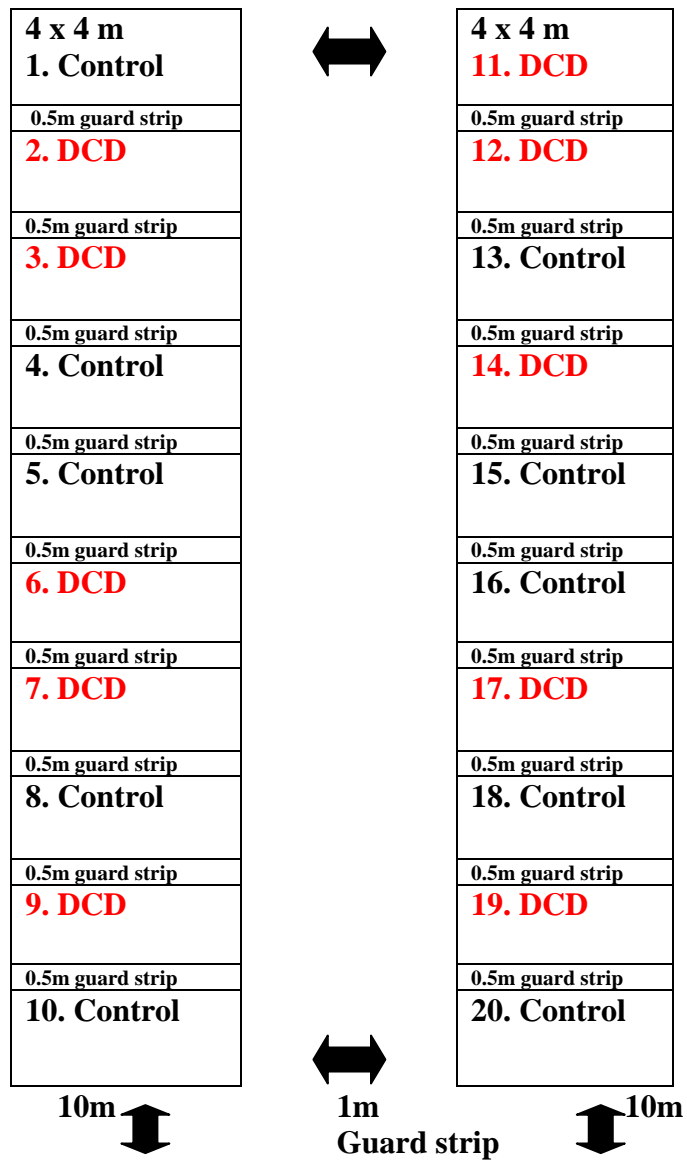 4 x 4 m
1. Control
0.5m guard strip
2. DCD
0.5m guard strip
3. DCD
0.5m guard strip
4. Control
0.5m guard strip
5. Control
0.5m guard strip
6. DCD
0.5m guard strip
7. DCD
0.5m guard strip
8. Control
0.5m guard strip
9. DCD
0.5m guard strip
10. Control
10m
4 x 4 m
11. DCD
0.5m guard strip
12. DCD
0.5m guard strip
13. Control
0.5m guard strip
14. DCD
0.5m guard strip
15. Control
0.5m guard strip
16. Control
0.5m guard strip
17. DCD
0.5m guard strip
18. Control
0.5m guard strip
19. DCD
0.5m guard strip
20. Control
1m
Guard strip
10m